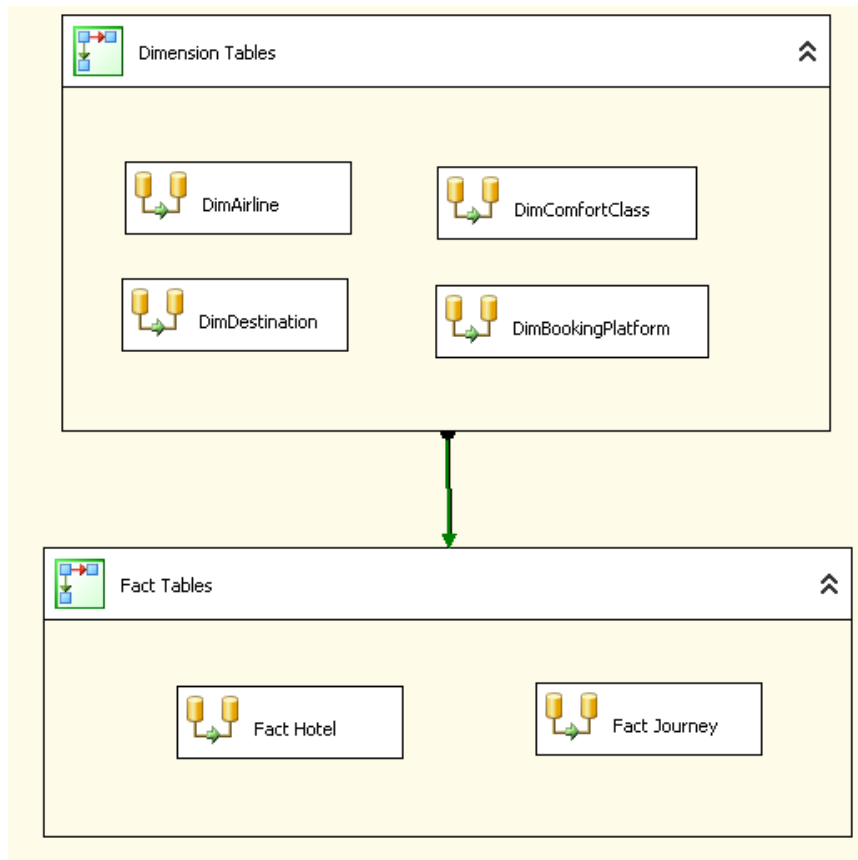 Dimension Tables
DimAirline
DimComfortClass
DimDestination
DimBookingPlatform
Fact Tables
Fact Hotel
Fact Journey